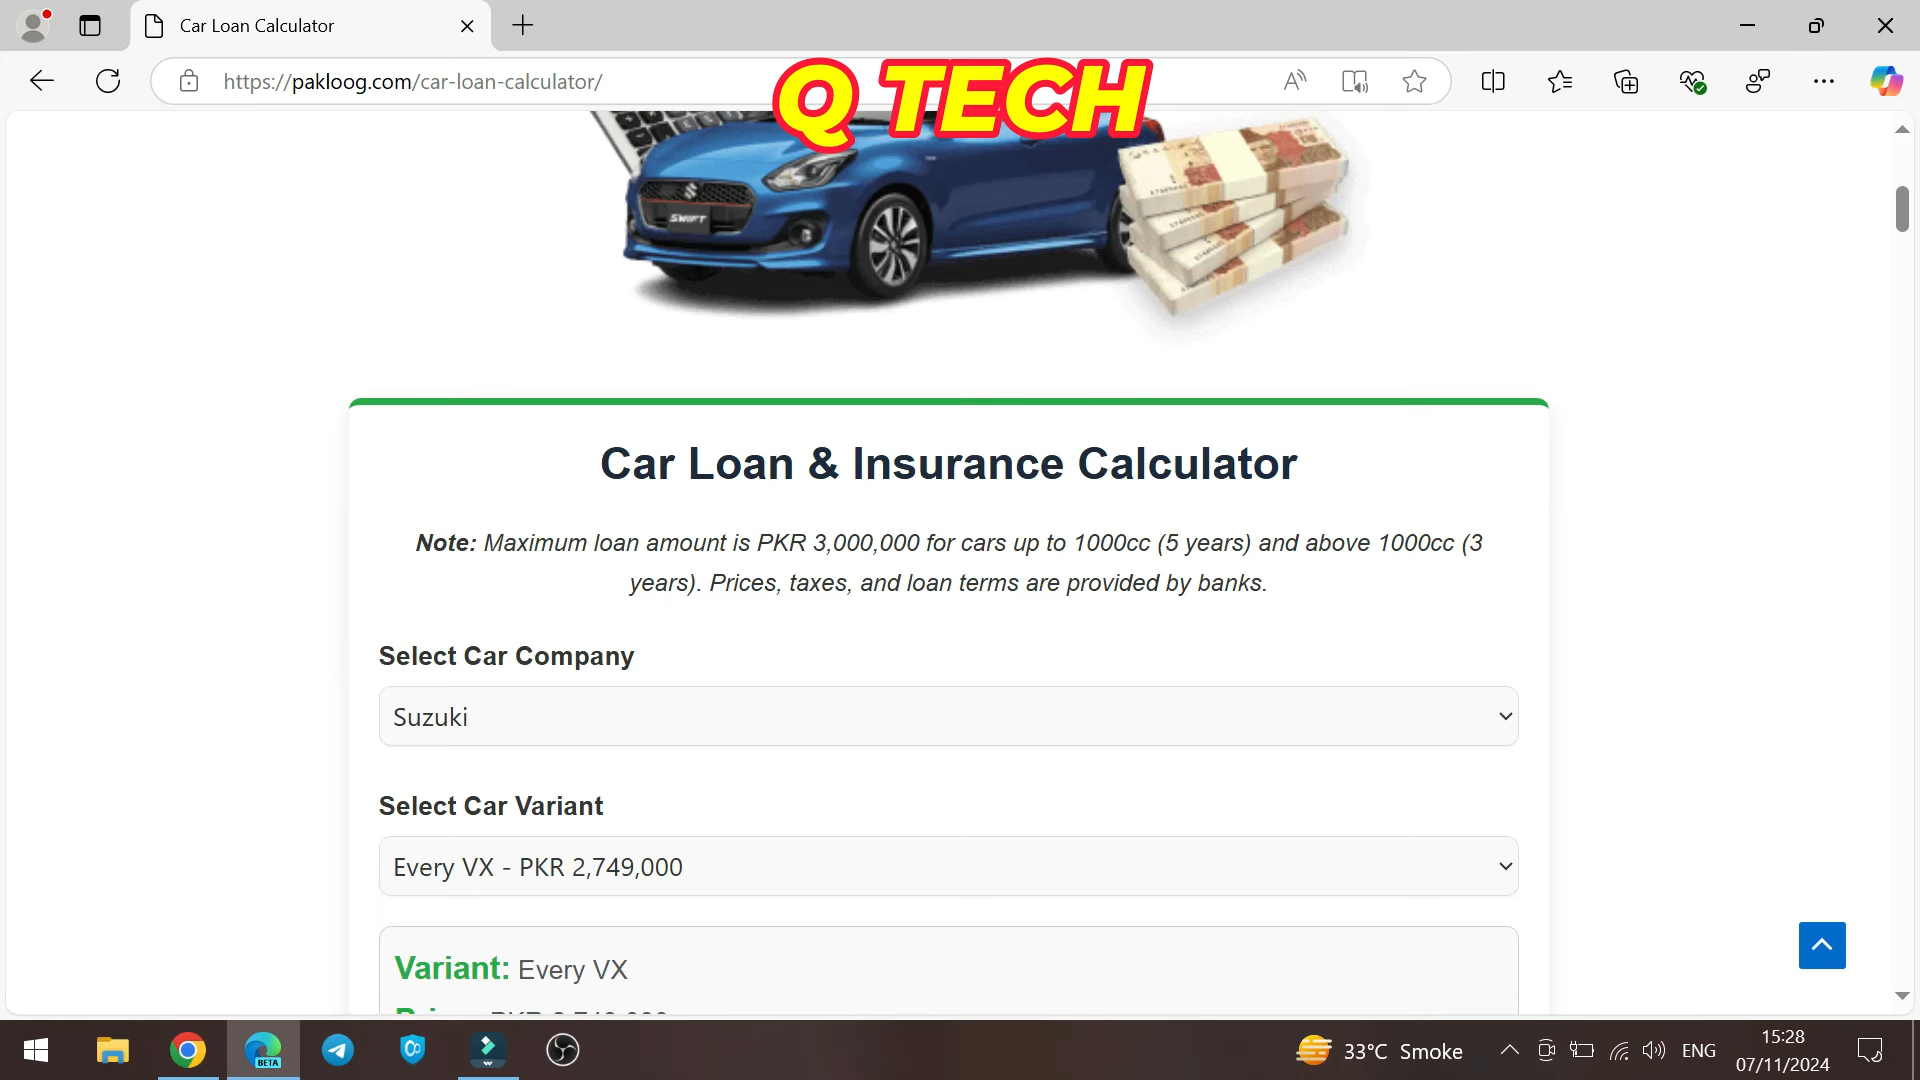 Car Loan Calculator
https://pakloog.com/car-loan-calculator/
Q TECH
SWIFT
Car Loan & Insurance Calculator
Note: Maximum loan amount is PKR 3,000,000 for cars up to 1000cc (5 years) and above 1000cc (3
years). Prices, taxes, and loan terms are provided by banks.
Select Car Company
Suzuki
Select Car Variant
Every VX - PKR 2,749,000
Variant: Every VX
BETA
33°C Smoke
ENG
15:28
07/11/2024